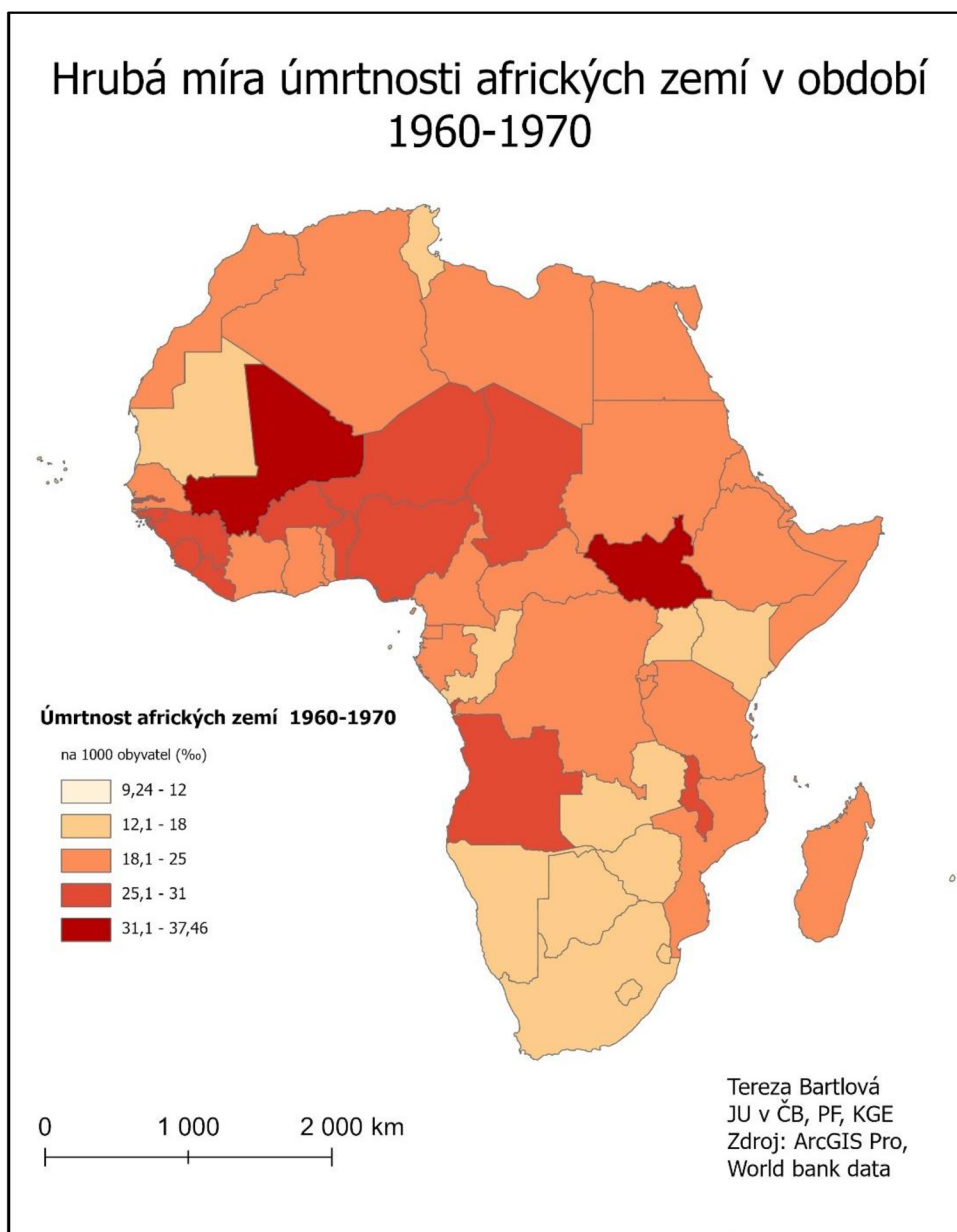 Hrubá míra úmrtnosti afrických zemí v období
1960-1970
Úmrtnost afrických zemí  1960-1970
na 1000 obyvatel (‰)
9,24 - 12
12,1 - 18
18,1 - 25
25,1 - 31
31,1 - 37,46
0 1 000 2 000 km
Tereza Bartlová
JU v ČB, PF, KGE
Zdroj: ArcGIS Pro,
World bank data